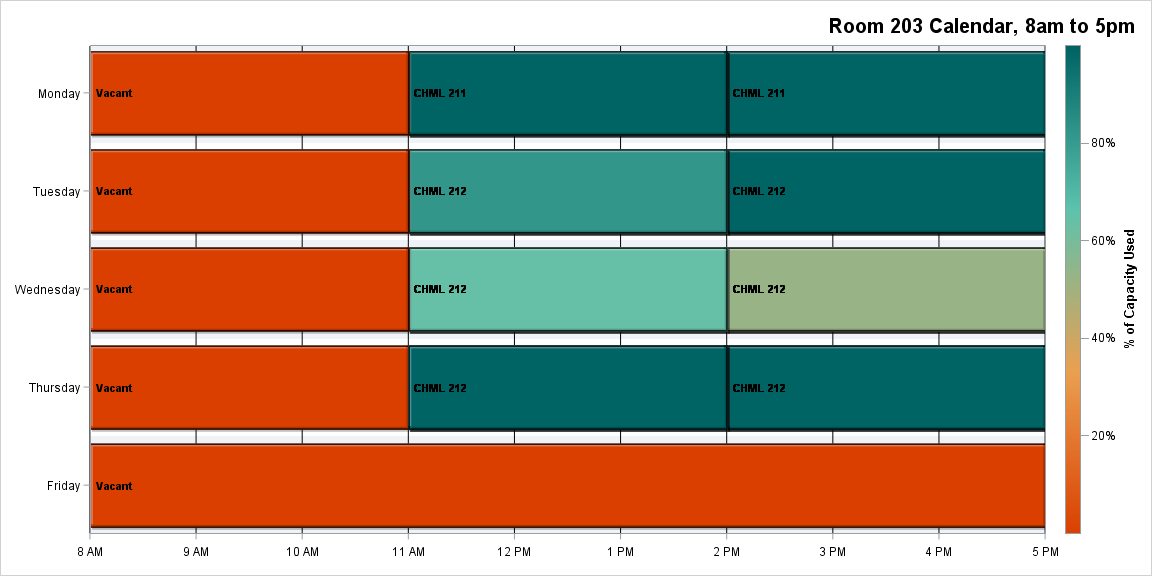 Room 203 Calendar, 8am to 5pm
Monday
Vacant
CHML 211
CHML 211
80%
Tuesday
Vacant
CHML 212
CHML 212
60%
Wednesday
Vacant
CHML 212
CHML 212
% of Capacity Used
40%
Thursday
Vacant
CHML 212
CHML 212
20%
Friday
Vacant
8 AM
9 AM
10 AM
11 AM
12 PM
1 PM
2 PM
3 PM
4 PM
5 PM